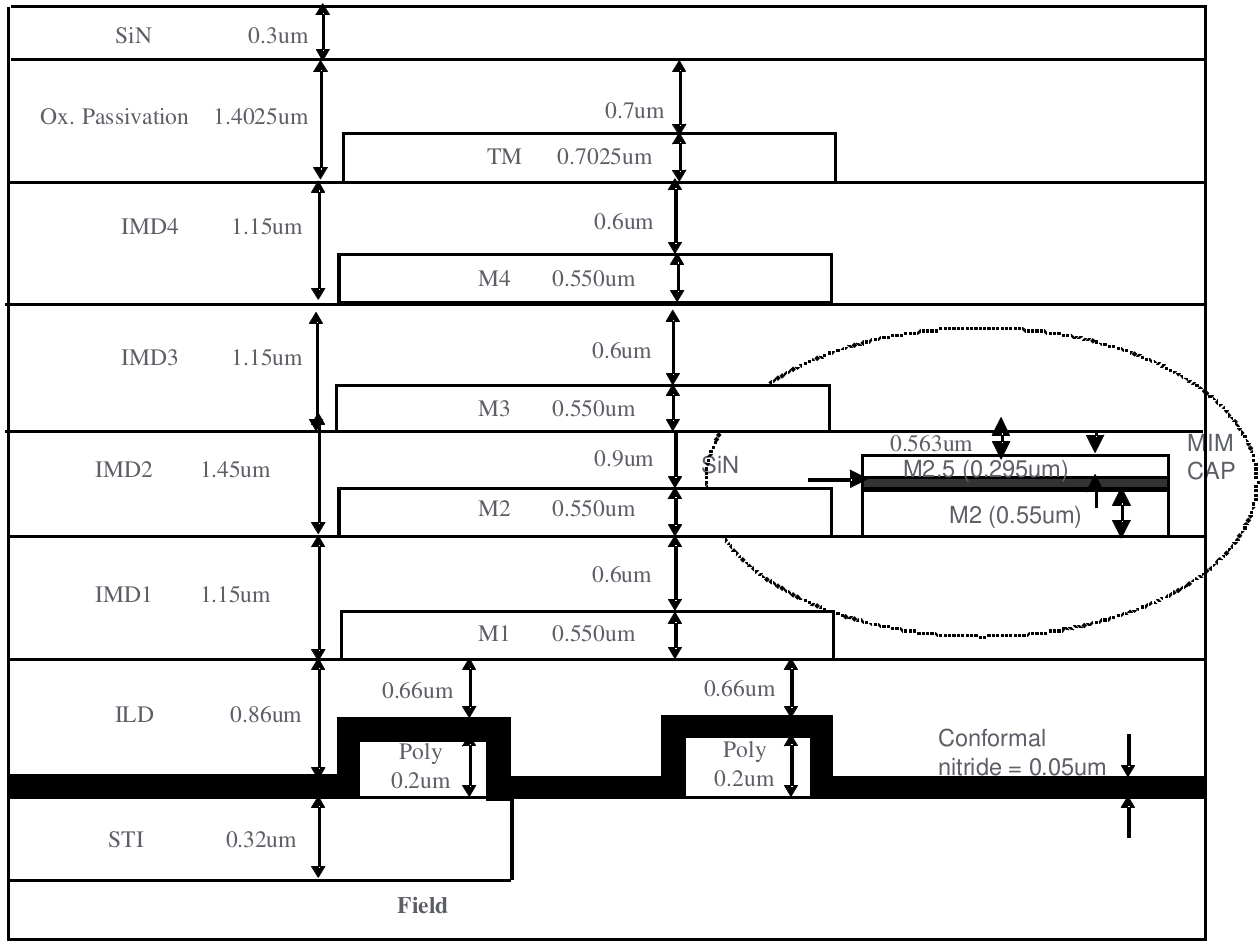 SiN 0.3um
Ox. Passivation 1.4025um
0.7um
TM 0.7025um
IMD4 1.15um
0.6um
M4 0.550um
IMD3 1.15um
0.6um
M3 0.550um
IMD2 1.45um
0.9um
M2 0.550um
SiN
0.563um
M2.5 (0.295um)
M2 (0.55um)
MIM
CAP
IMD1 1.15um
0.6um
M1 0.550um
ILD 0.86um
0.66um
0.66um
Poly
0.2um
Poly
0.2um
Conformal
nitride = 0.05um
STI 0.32um
Field